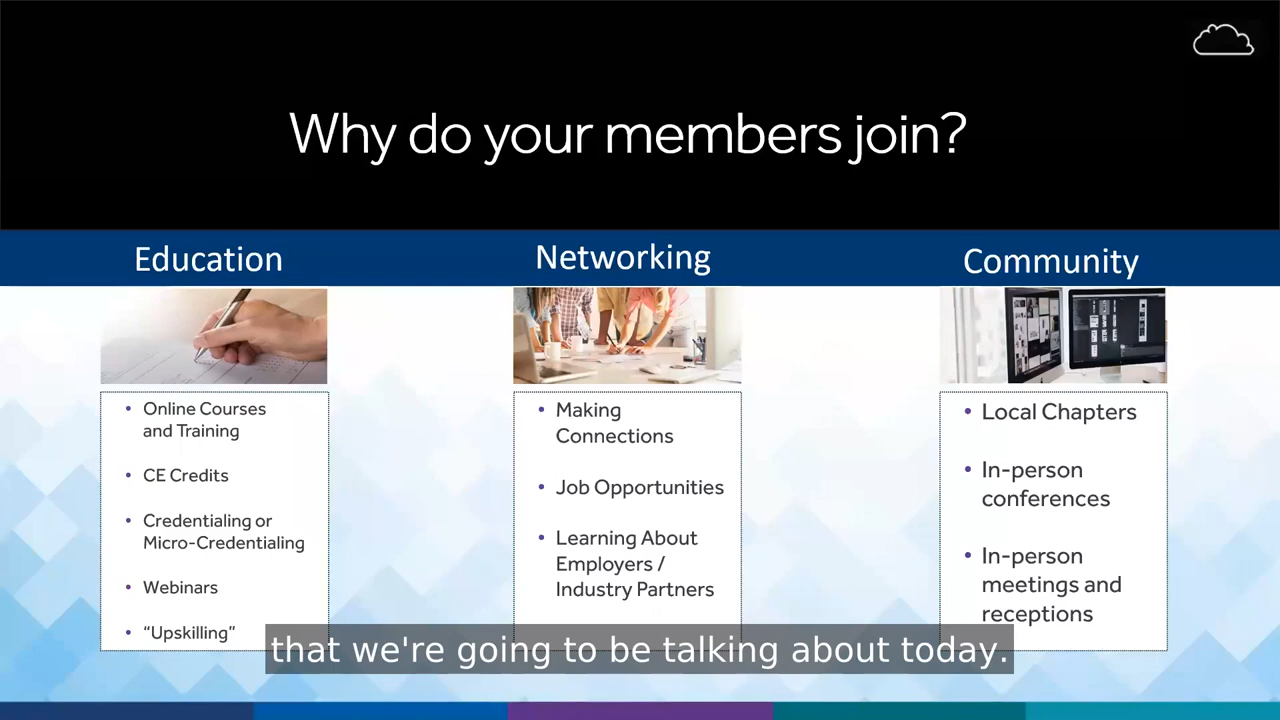 Why do your members join?
Education
Networking
Community
• Online Courses
and Training
• CE Credits
• Credentialing or
Micro-Credentialing
• Webinars
• “Upskilling”
• Making
Connections
• Job Opportunities
• Learning About
Employers /
Industry Partners
• Local Chapters
• In-person
conferences
• In-person
meetings and
receptions
that we're going to be talking about today.